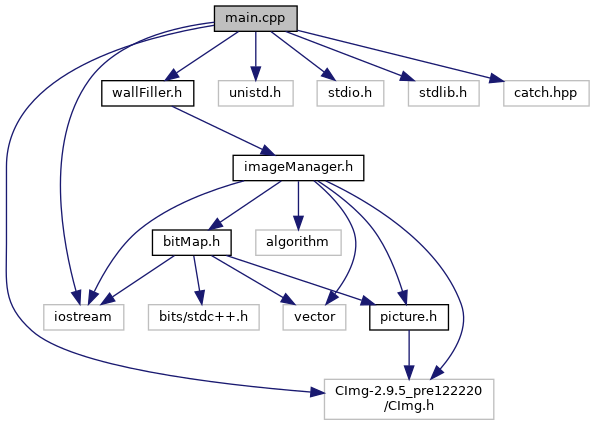 main.cpp
wallFiller.h
unistd.h
stdio.h
stdlib.h
catch.hpp
imageManager.h
bitMap.h
algorithm
iostream
bits/stdc++.h
vector
picture.h
CImg-2.9.5_pre122220
/CImg.h